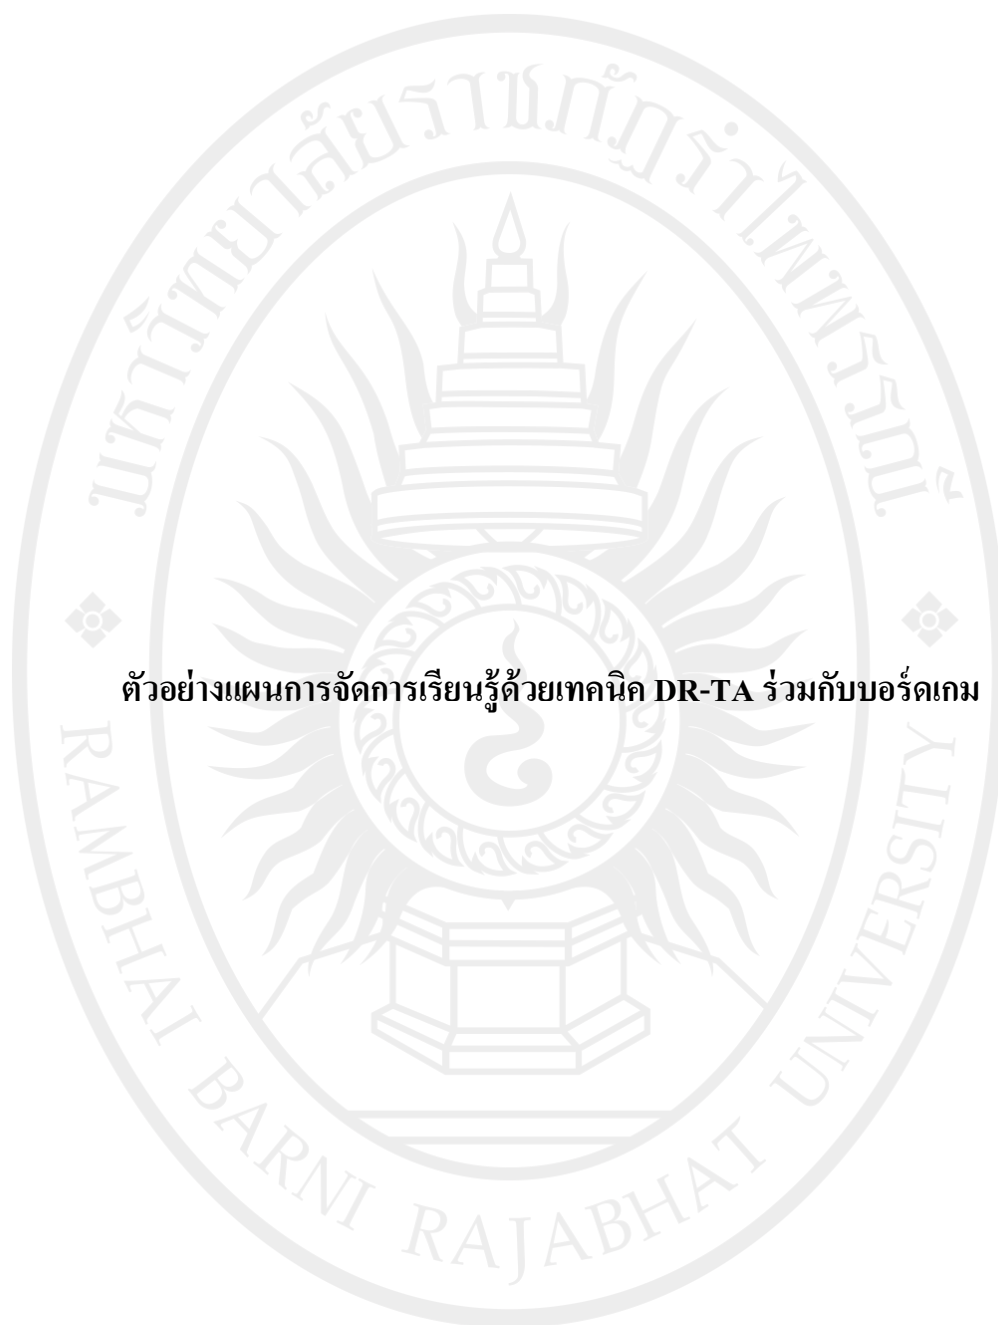 มหาวิทยาลัยราชภัฏรำไพพรรณี
ตัวอย่างแผนการจัดการเรียนรู้ด้วยเทคนิค DR-TA ร่วมกับบอร์ดเกม
RAMBHAI BARNI RAJABHAT UNIVERSITY